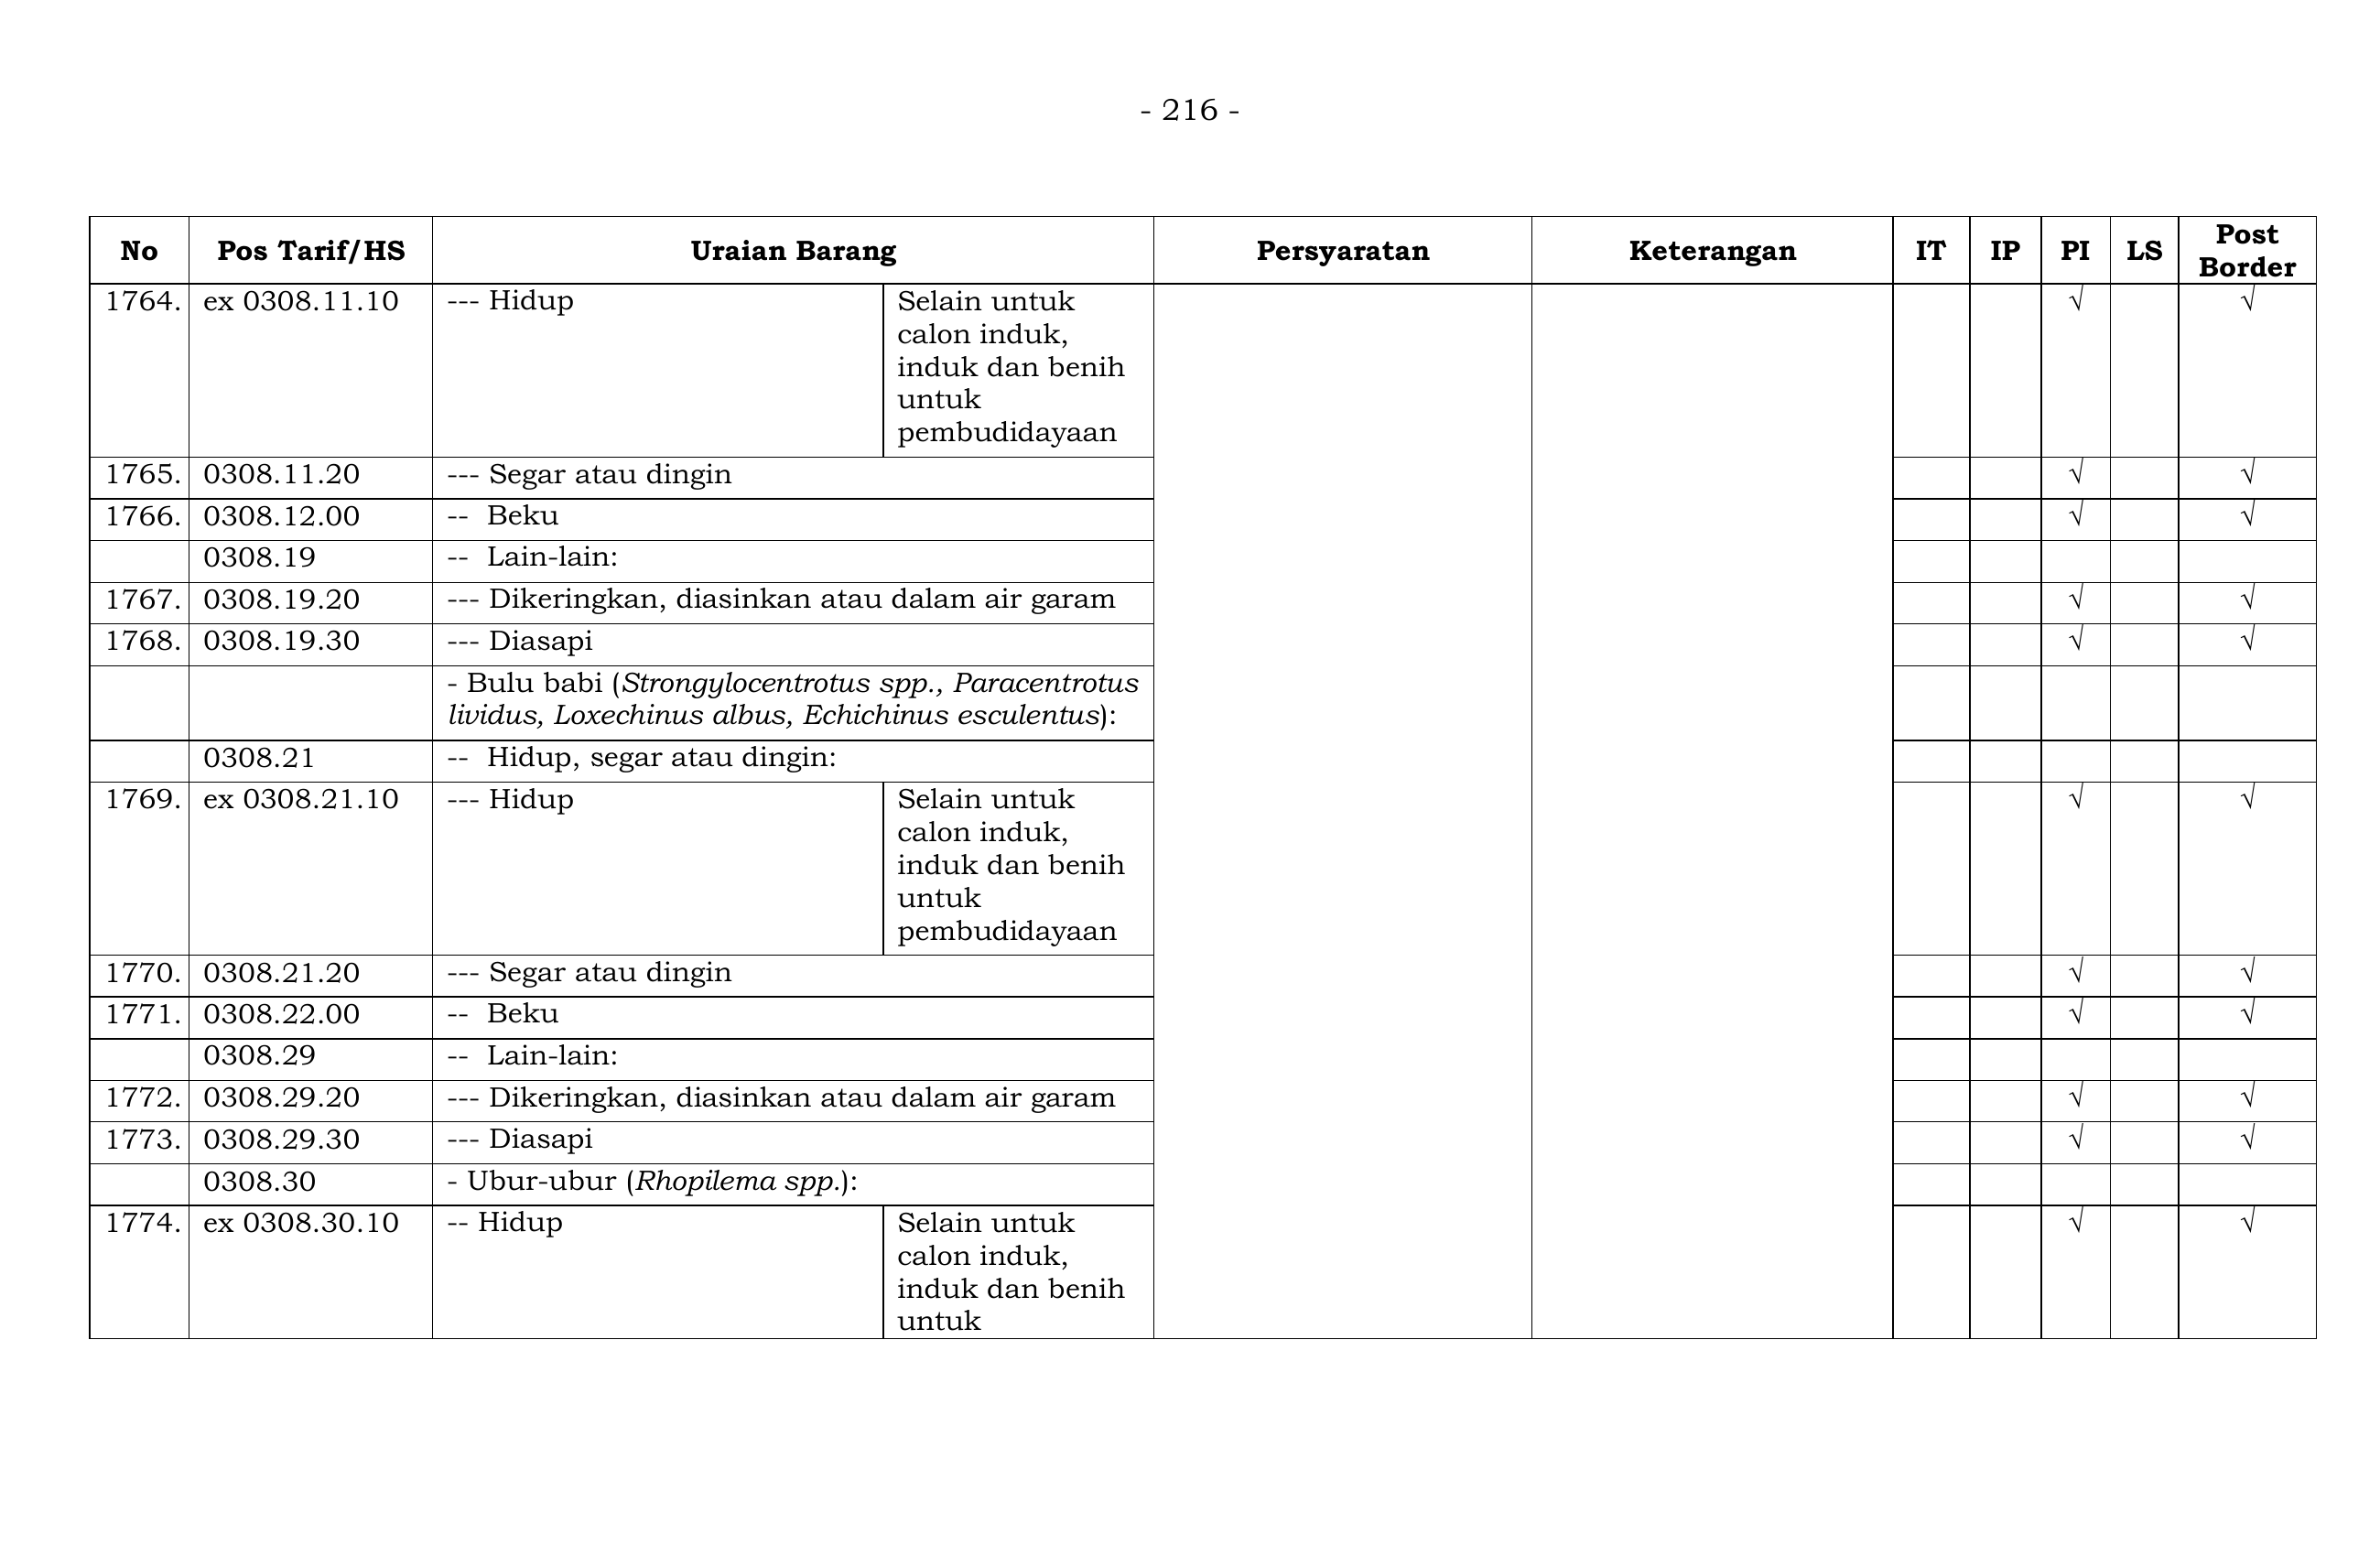 - 216 -
No Pos Tarif/HS Uraian Barang Persyaratan Keterangan IT IP PI LS Post Border
1764. ex 0308.11.10 --- Hidup Selain untuk √ √
calon induk,
induk dan benih
untuk
pembudidayaan
1765. 0308.11.20 --- Segar atau dingin √ √
1766. 0308.12.00 -- Beku √ √
0308.19 -- Lain-lain:
1767. 0308.19.20 --- Dikeringkan, diasinkan atau dalam air garam √ √
1768. 0308.19.30 --- Diasapi √ √
- Bulu babi (Strongylocentrotus spp., Paracentrotus
lividus, Loxechinus albus, Echichinus esculentus):
0308.21 -- Hidup, segar atau dingin:
1769. ex 0308.21.10 --- Hidup Selain untuk √ √
calon induk,
induk dan benih
untuk
pembudidayaan
1770. 0308.21.20 --- Segar atau dingin √ √
1771. 0308.22.00 -- Beku √ √
0308.29 -- Lain-lain:
1772. 0308.29.20 --- Dikeringkan, diasinkan atau dalam air garam √ √
1773. 0308.29.30 --- Diasapi √ √
0308.30 - Ubur-ubur (Rhopilema spp.):
1774. ex 0308.30.10 -- Hidup Selain untuk √ √
calon induk,
induk dan benih
untuk